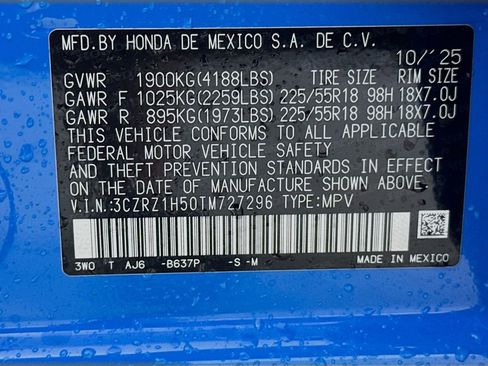 MFD.BY HONDA DE MEXICO S.A. DE C.V.
10/'25
GVWR 1900KG(4188LBS) TIRE SIZE RIM SIZE
GAWR F 1025KG(2259LBS) 225/55R18 98H 18X7.0J
GAWR R 895KG(1973LBS) 225/55R18 98H 18X7.0J
THIS VEHICLE CONFORMS TO ALL APPLICABLE
FEDERAL MOTOR VEHICLE SAFETY
AND THEFT PREVENTION STANDARDS IN EFFECT
ON THE DATE OF MANUFACTURE SHOWN ABOVE.
V.I.N.:3CZRZ1H50TM727296 TYPE:MPV
3W0 T AJ6 -B637P -S -M
MADE IN MEXICO